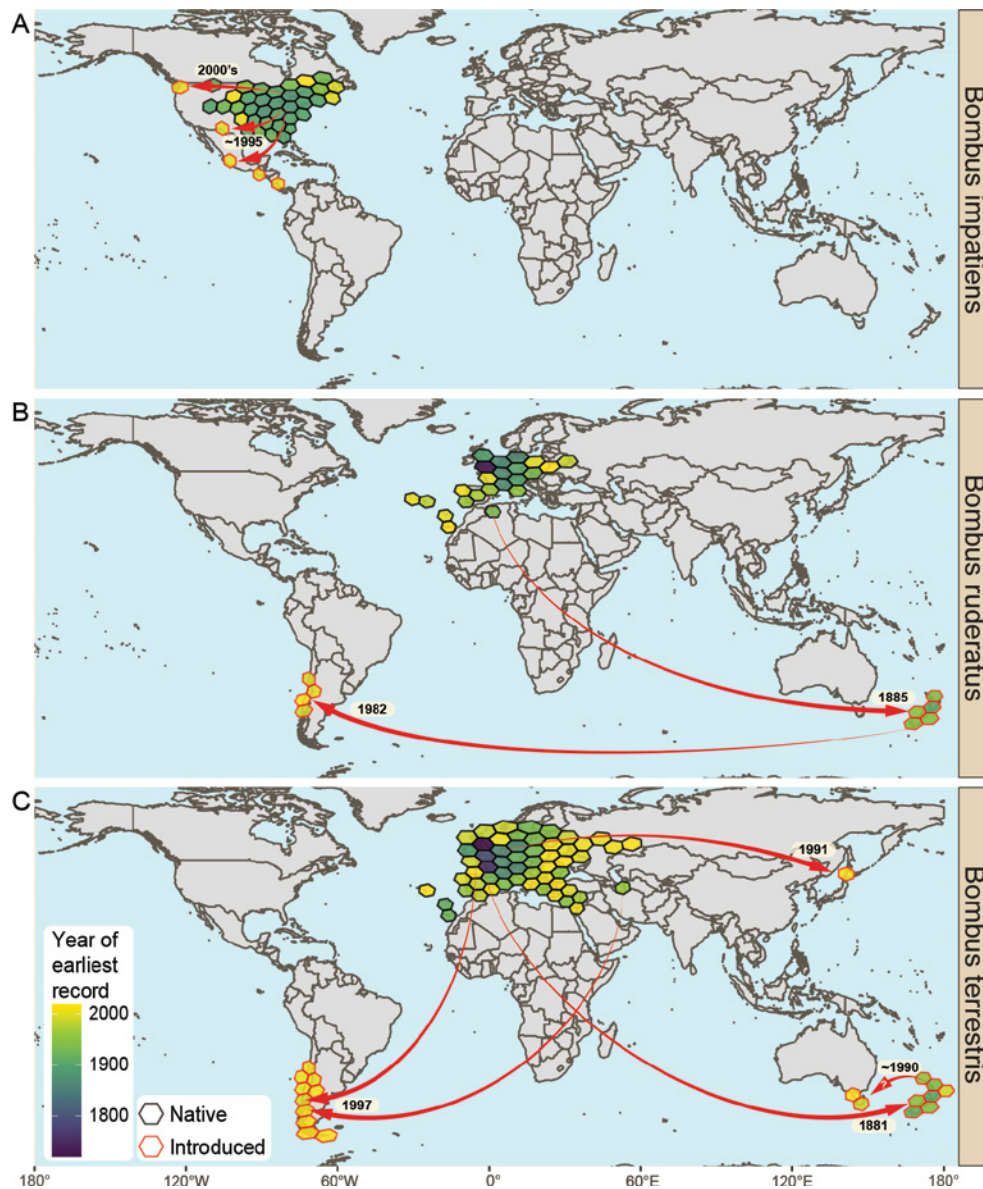 A
2000's
~1995
Bombus impatiens
B
1885
1982
Bombus ruderatus
C
1991
Year of
earliest
record
2000
1900
1800
Native
Introduced
~1990
?
1997
1881
Bombus terrestris
180°
120°W
60°W
0°
60°E
120°E
180°